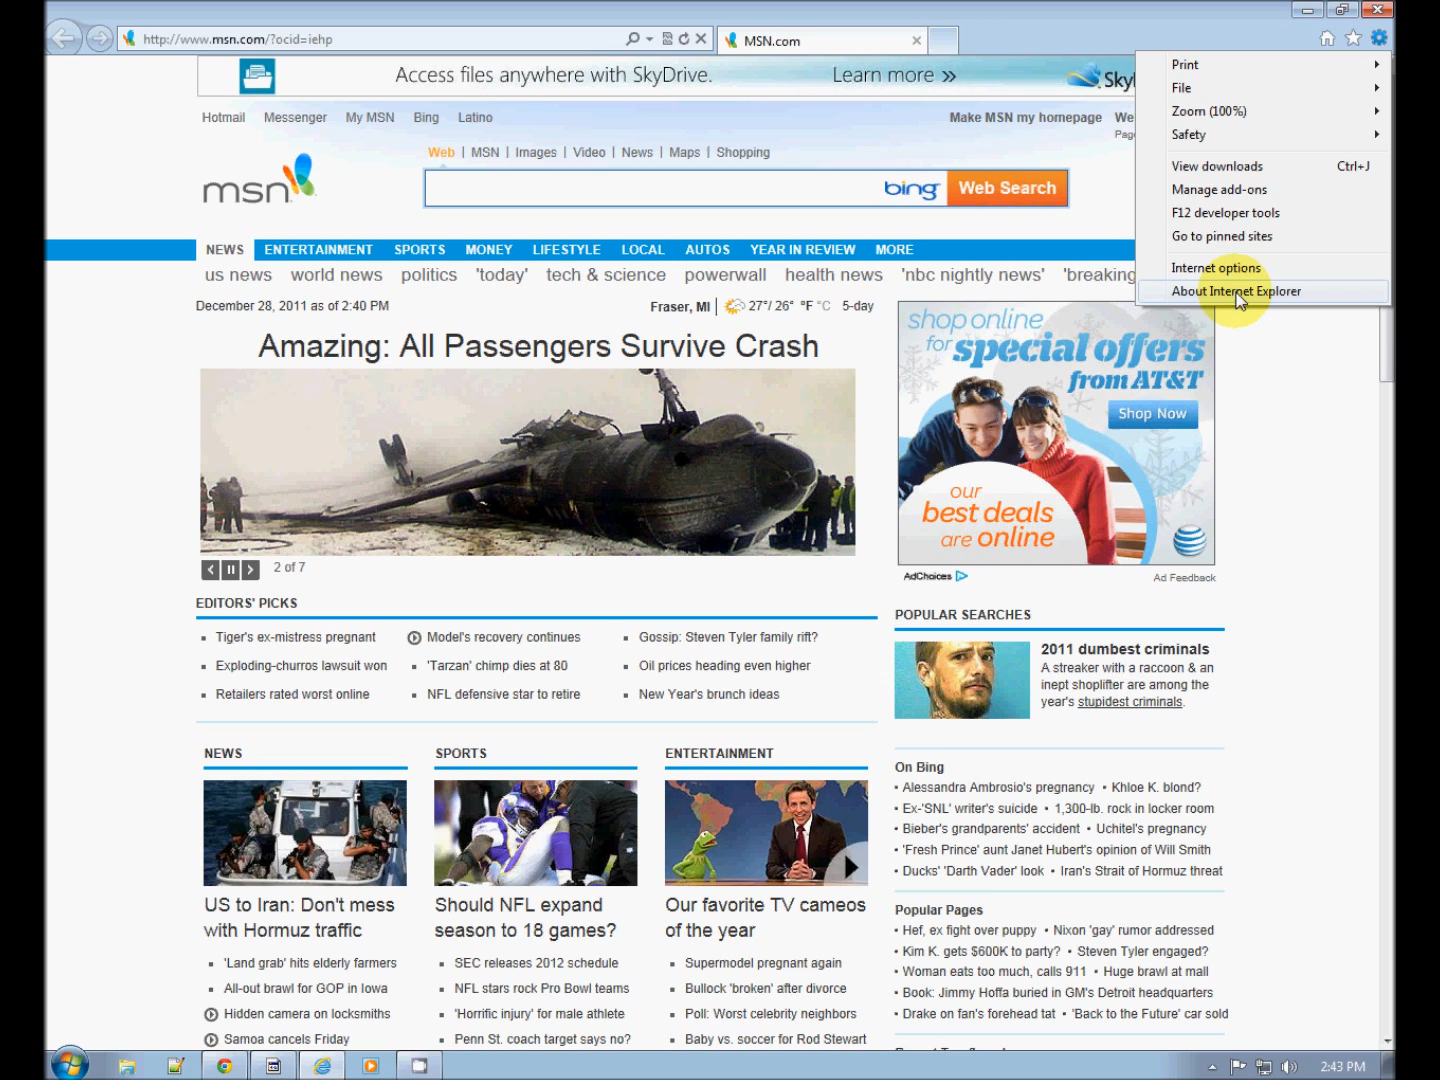 http://www.msn.com/?ocid=iehp
MSN.com
Access files anywhere with SkyDrive.
Learn more »
Sky
Print
File
Zoom (100%)
Safety
View downloads Ctrl+J
Manage add-ons
F12 developer tools
Go to pinned sites
Internet options
About Internet Explorer
Hotmail Messenger My MSN Bing Latino
Make MSN my homepage We
Pag
Web | MSN | Images | Video | News | Maps | Shopping
msn
bing Web Search
NEWS ENTERTAINMENT SPORTS MONEY LIFESTYLE LOCAL AUTOS YEAR IN REVIEW MORE
us news world news politics 'today' tech & science powerwall health news 'nbc nightly news' 'breaking
December 28, 2011 as of 2:40 PM
Fraser, MI | 27°/ 26° °F °C 5-day
Amazing: All Passengers Survive Crash
2 of 7
shop online
for special offers
from AT&T
Shop Now
our
best deals
are online
AdChoices
Ad Feedback
EDITORS' PICKS
Tiger's ex-mistress pregnant
Model's recovery continues
Gossip: Steven Tyler family rift?
Exploding-churros lawsuit won
'Tarzan' chimp dies at 80
Oil prices heading even higher
Retailers rated worst online
NFL defensive star to retire
New Year's brunch ideas
POPULAR SEARCHES
2011 dumbest criminals
A streaker with a raccoon & an
inept shoplifter are among the
year's stupidest criminals.
NEWS
US to Iran: Don't mess
with Hormuz traffic
'Land grab' hits elderly farmers
All-out brawl for GOP in Iowa
Hidden camera on locksmiths
Samoa cancels Friday
SPORTS
Should NFL expand
season to 18 games?
SEC releases 2012 schedule
NFL stars rock Pro Bowl teams
'Horrific injury' for male athlete
Penn St. coach target says no?
ENTERTAINMENT
Our favorite TV cameos
of the year
Supermodel pregnant again
Bullock 'broken' after divorce
Poll: Worst celebrity neighbors
Baby vs. soccer for Rod Stewart
On Bing
• Alessandra Ambrosio's pregnancy • Khloe K. blond?
• Ex-'SNL' writer's suicide • 1,300-lb. rock in locker room
• Bieber's grandparents' accident • Uchitel's pregnancy
• 'Fresh Prince' aunt Janet Hubert's opinion of Will Smith
• Ducks' 'Darth Vader' look • Iran's Strait of Hormuz threat
Popular Pages
• Hef, ex fight over puppy • Nixon 'gay' rumor addressed
• Kim K. gets $600K to party? • Steven Tyler engaged?
• Woman eats too much, calls 911 • Huge brawl at mall
• Book: Jimmy Hoffa buried in GM's Detroit headquarters
• Drake on fan's forehead tat • 'Back to the Future' car sold
2:43 PM